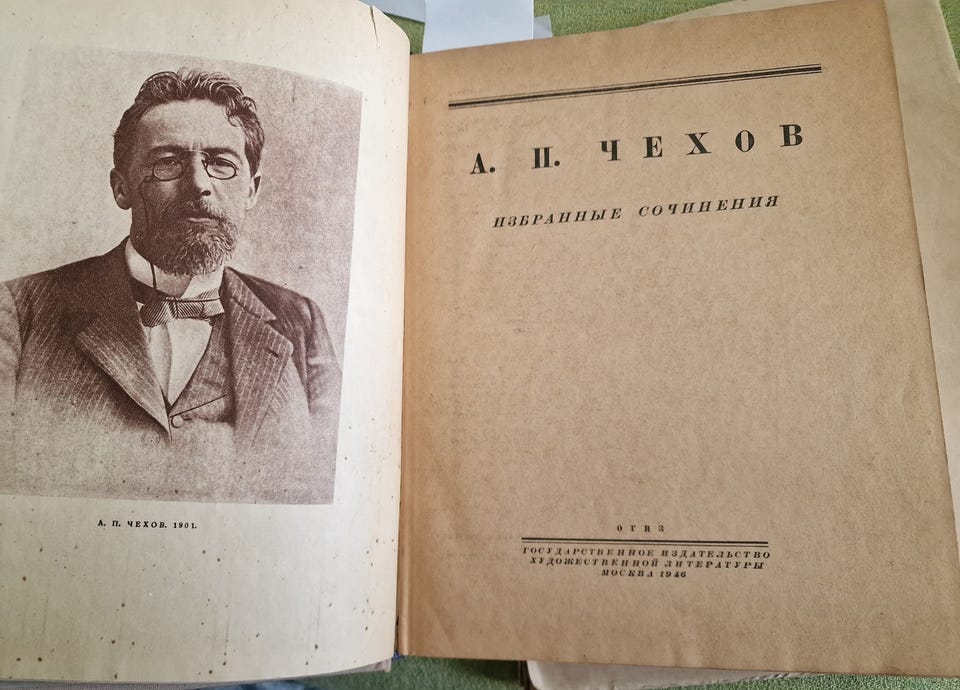 А. П. ЧЕХОВ. 1901.
А. П. ЧЕХОВ
ИЗБРАННЫЕ СОЧИНЕНИЯ
ОГИЗ
ГОСУДАРСТВЕННОЕ ИЗДАТЕЛЬСТВО
ХУДОЖЕСТВЕННОЙ ЛИТЕРАТУРЫ
МОСКВА 1946